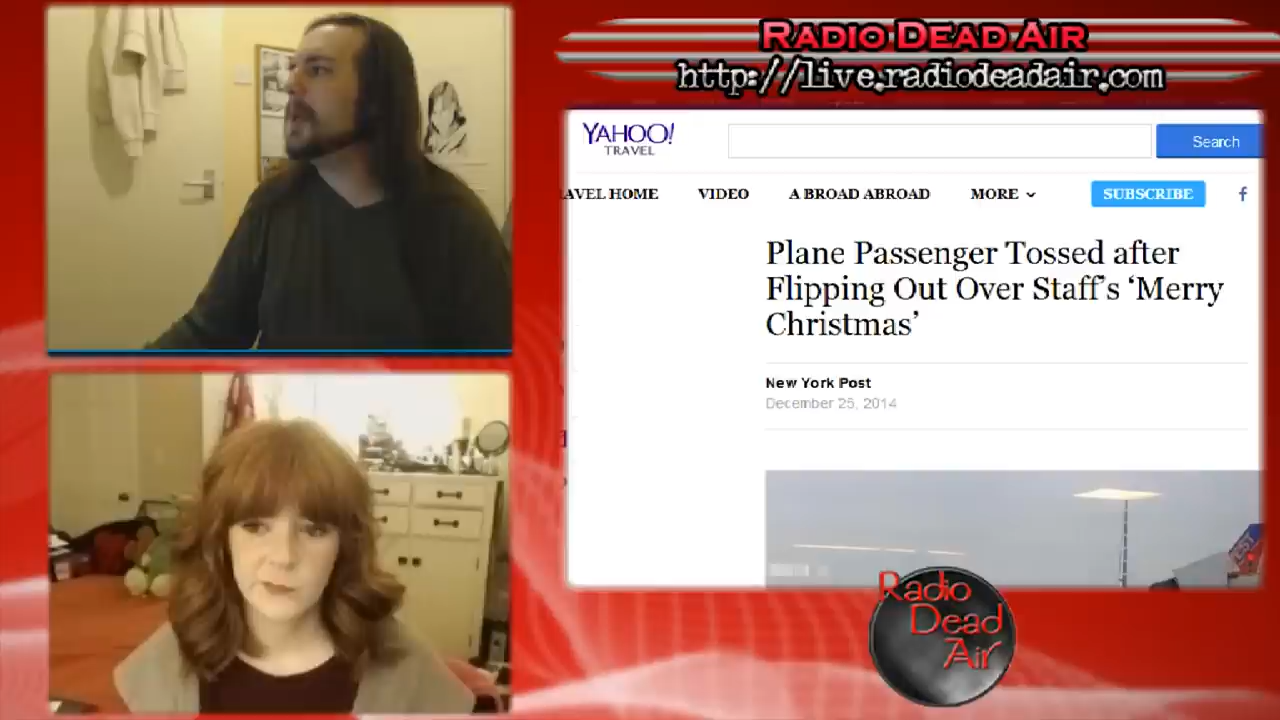 Radio Dead Air
http://live.radiodeadair.com
YAHOO!
TRAVEL
Search
AVEL HOME VIDEO A BROAD ABROAD MORE SUBSCRIBE f
Plane Passenger Tossed after
Flipping Out Over Staff's ‘Merry
Christmas’
New York Post
December 25, 2014
Radio
Dead
Air